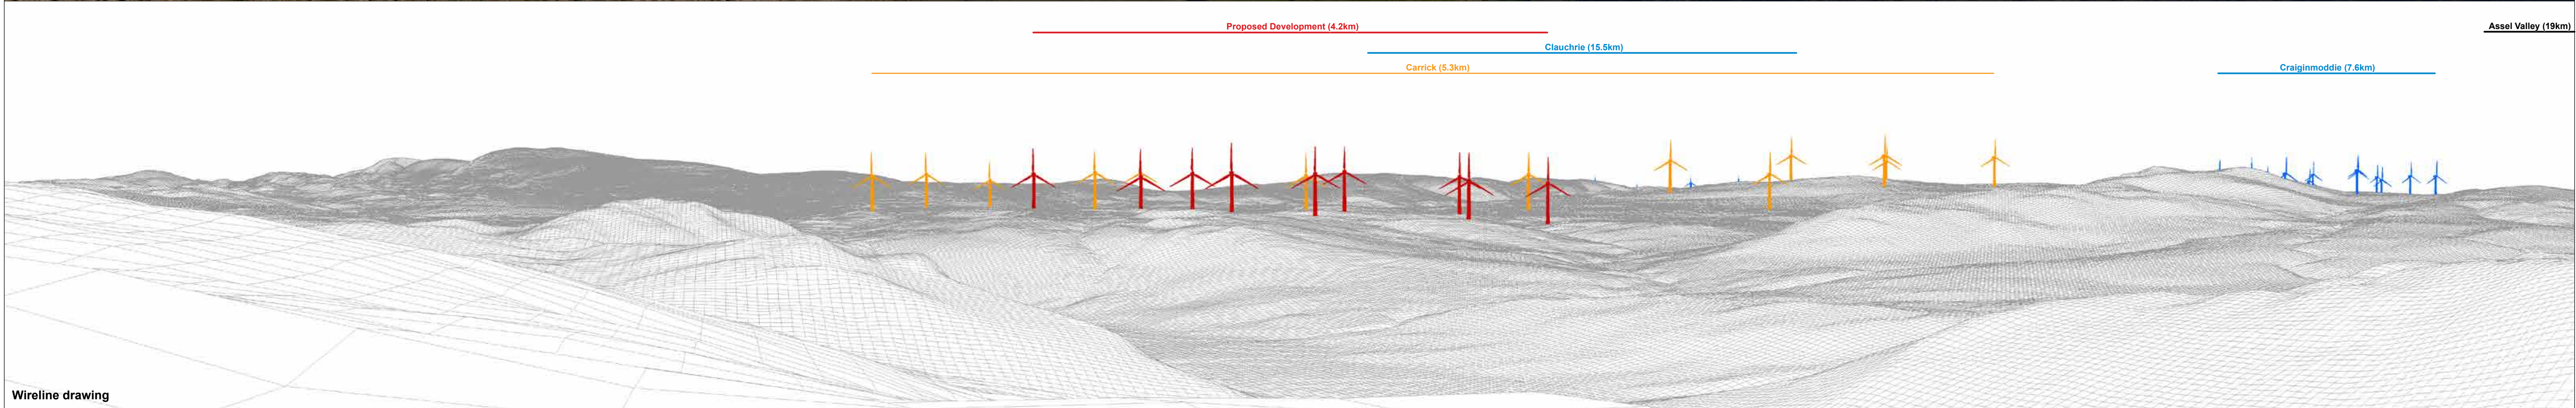 Proposed Development (4.2km)
Assel Valley (19km)
Clauchrie (15.5km)
Carrick (5.3km)
Craiginmoddie (7.6km)
Wireline drawing